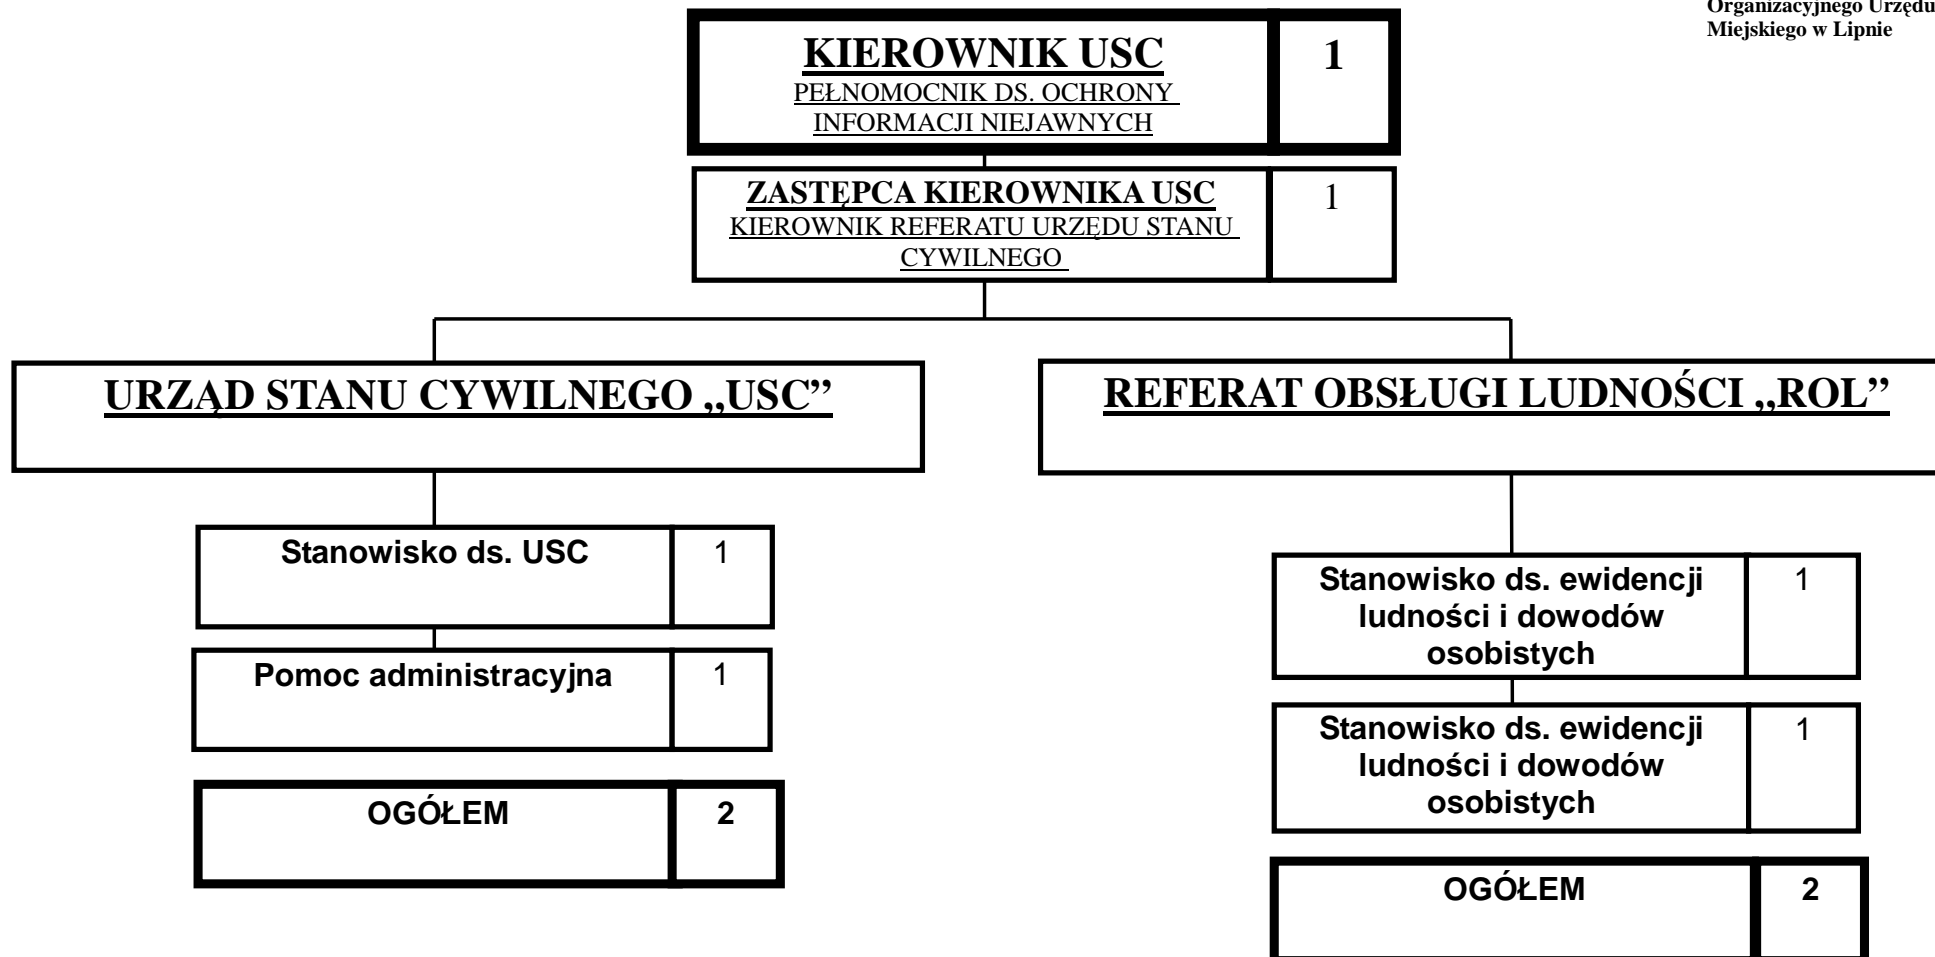 Organizacyjnego Urzędu
Miejskiego w Lipnie
KIEROWNIK USC 1
PEŁNOMOCNIK DS. OCHRONY
INFORMACJI NIEJAWNYCH
ZASTĘPCA KIEROWNIKA USC 1
KIEROWNIK REFERATU URZĘDU STANU
CYWILNEGO
URZĄD STANU CYWILNEGO „USC”
Stanowisko ds. USC 1
Pomoc administracyjna 1
OGÓŁEM 2
REFERAT OBSŁUGI LUDNOŚCI „ROL”
Stanowisko ds. ewidencji 1
ludności i dowodów
osobistych
Stanowisko ds. ewidencji 1
ludności i dowodów
osobistych
OGÓŁEM 2